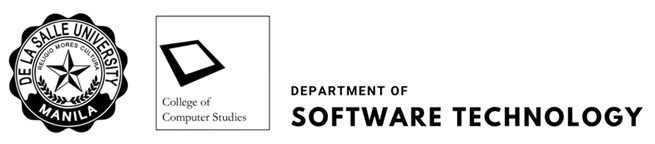 DE LA SALLE UNIVERSITY
RELIGIO MORES CULTURA
MANILA
College of
Computer Studies
DEPARTMENT OF
SOFTWARE TECHNOLOGY